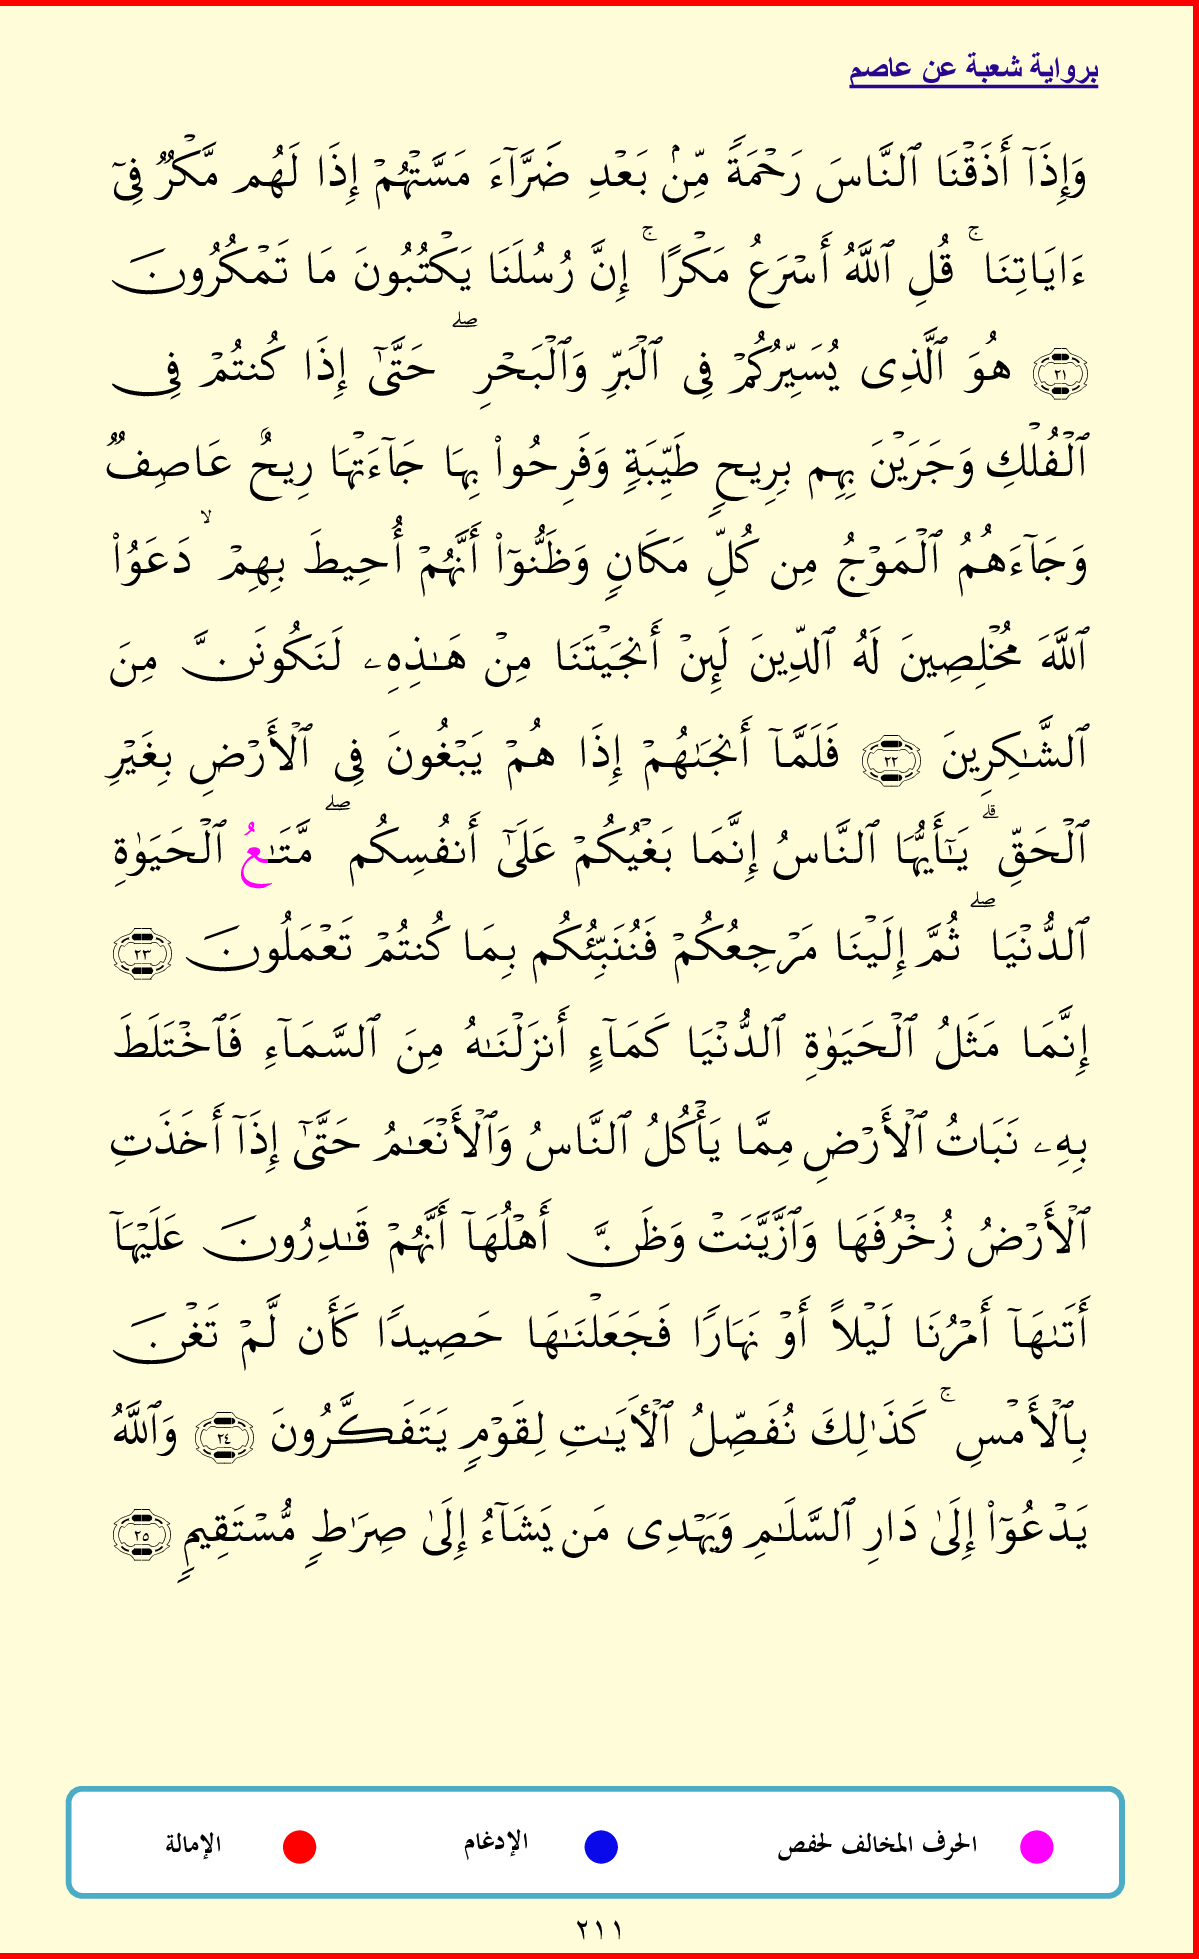 برواية شعبة عن عاصم
وَإِذَآ أَذَقْنَا ٱلنَّاسَ رَحْمَةً مِّنۢ بَعْدِ ضَرَّآءَ مَسَّتْهُمْ إِذَا لَهُم مَّكْرٌ فِىٓ
ءَايَاتِنَا ۚ قُلِ ٱللَّهُ أَسْرَعُ مَكْرًا ۚ إِنَّ رُسُلَنَا يَكْتُبُونَ مَا تَمْكُرُونَ
٢١ هُوَ ٱلَّذِى يُسَيِّرُكُمْ فِى ٱلْبَرِّ وَٱلْبَحْرِ ۖ حَتَّىٰٓ إِذَا كُنتُمْ فِى
ٱلْفُلْكِ وَجَرَيْنَ بِهِم بِرِيحٍ طَيِّبَةٍ وَفَرِحُوا۟ بِهَا جَآءَتْهَا رِيحٌ عَاصِفٌ
وَجَآءَهُمُ ٱلْمَوْجُ مِن كُلِّ مَكَانٍ وَظَنُّوٓا۟ أَنَّهُمْ أُحِيطَ بِهِمْ ۙ دَعَوُا۟
ٱللَّهَ مُخْلِصِينَ لَهُ ٱلدِّينَ لَئِنْ أَنجَيْتَنَا مِنْ هَـٰذِهِۦ لَنَكُونَنَّ مِنَ
ٱلشَّـٰكِرِينَ ٢٢ فَلَمَّآ أَنجَىٰهُمْ إِذَا هُمْ يَبْغُونَ فِى ٱلْأَرْضِ بِغَيْرِ
ٱلْحَقِّ ۗ يَـٰٓأَيُّهَا ٱلنَّاسُ إِنَّمَا بَغْيُكُمْ عَلَىٰٓ أَنفُسِكُم ۖ مَّتَـٰعُ ٱلْحَيَوٰةِ
ٱلدُّنْيَا ۖ ثُمَّ إِلَيْنَا مَرْجِعُكُمْ فَنُنَبِّئُكُم بِمَا كُنتُمْ تَعْمَلُونَ ٢٣
إِنَّمَا مَثَلُ ٱلْحَيَوٰةِ ٱلدُّنْيَا كَمَآءٍ أَنزَلْنَـٰهُ مِنَ ٱلسَّمَآءِ فَٱخْتَلَطَ
بِهِۦ نَبَاتُ ٱلْأَرْضِ مِمَّا يَأْكُلُ ٱلنَّاسُ وَٱلْأَنْعَـٰمُ حَتَّىٰٓ إِذَآ أَخَذَتِ
ٱلْأَرْضُ زُخْرُفَهَا وَٱزَّيَّنَتْ وَظَنَّ أَهْلُهَآ أَنَّهُمْ قَـٰدِرُونَ عَلَيْهَآ
أَتَىٰهَآ أَمْرُنَا لَيْلًا أَوْ نَهَارًا فَجَعَلْنَـٰهَا حَصِيدًا كَأَن لَّمْ تَغْنَ
بِٱلْأَمْسِ ۚ كَذَٰلِكَ نُفَصِّلُ ٱلْـَٔايَـٰتِ لِقَوْمٍ يَتَفَكَّرُونَ ٢٤ وَٱللَّهُ
يَدْعُوٓا۟ إِلَىٰ دَارِ ٱلسَّلَـٰمِ وَيَهْدِى مَن يَشَآءُ إِلَىٰ صِرَٰطٍ مُّسْتَقِيمٍ ٢٥
الحرف المخالف لحفص الإدغام الإمالة
٢١١